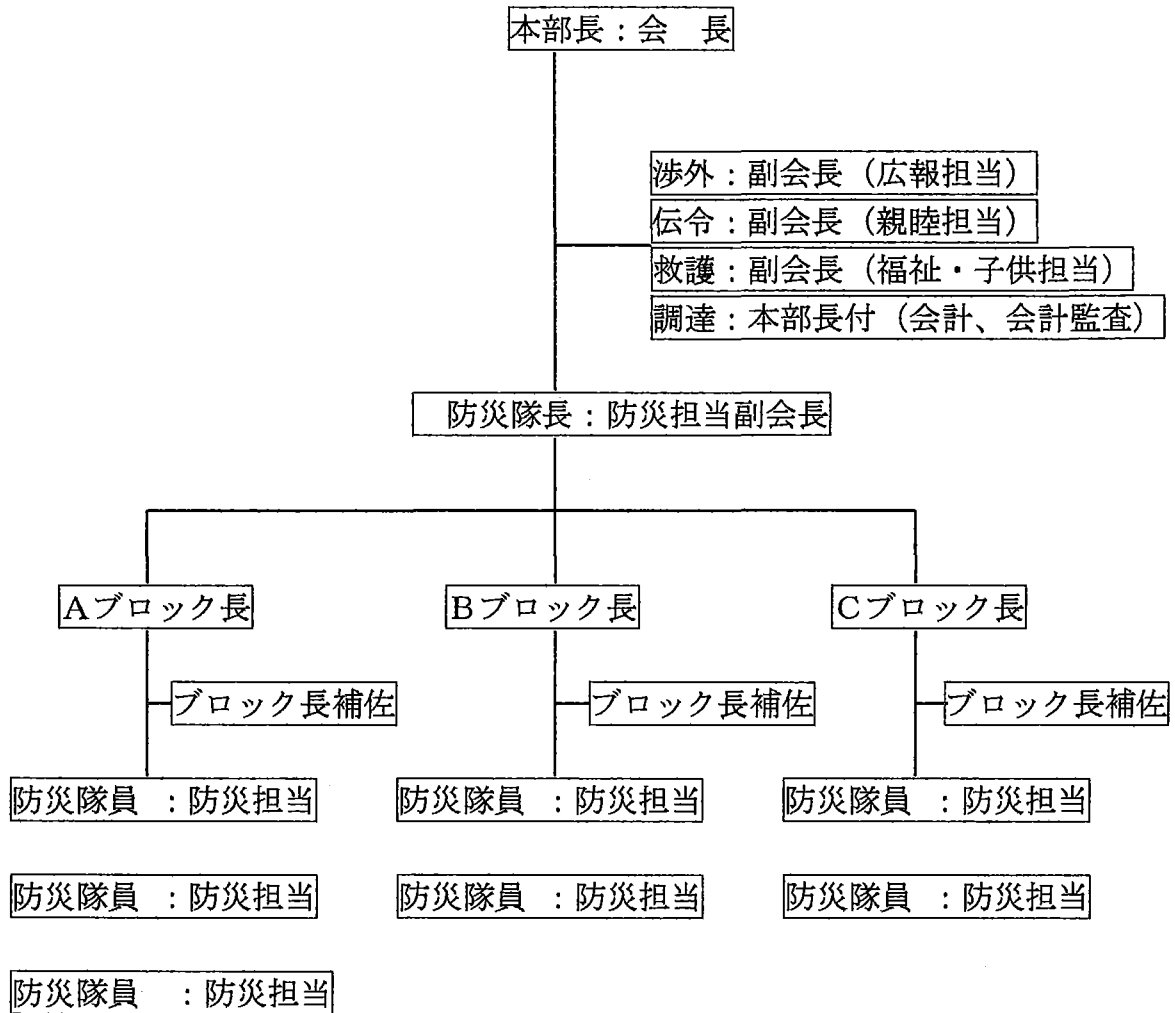 本部長：会　長
渉外：副会長（広報担当）
伝令：副会長（親睦担当）
救護：副会長（福祉・子供担当）
調達：本部長付（会計、会計監査）
防災隊長：防災担当副会長
Aブロック長
Bブロック長
Cブロック長
ブロック長補佐
ブロック長補佐
ブロック長補佐
防災隊員　：防災担当
防災隊員　：防災担当
防災隊員　：防災担当
防災隊員　：防災担当
防災隊員　：防災担当
防災隊員　：防災担当
防災隊員　：防災担当